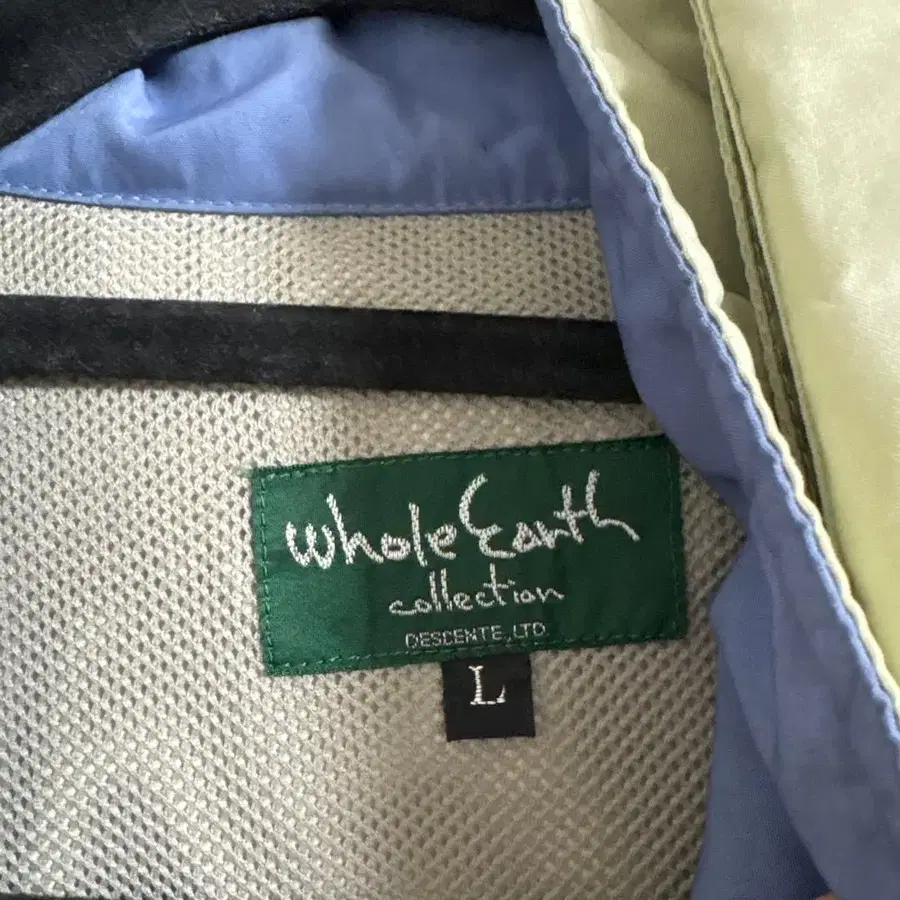 whole Earth
collection
DESCENTE, LTD.
L